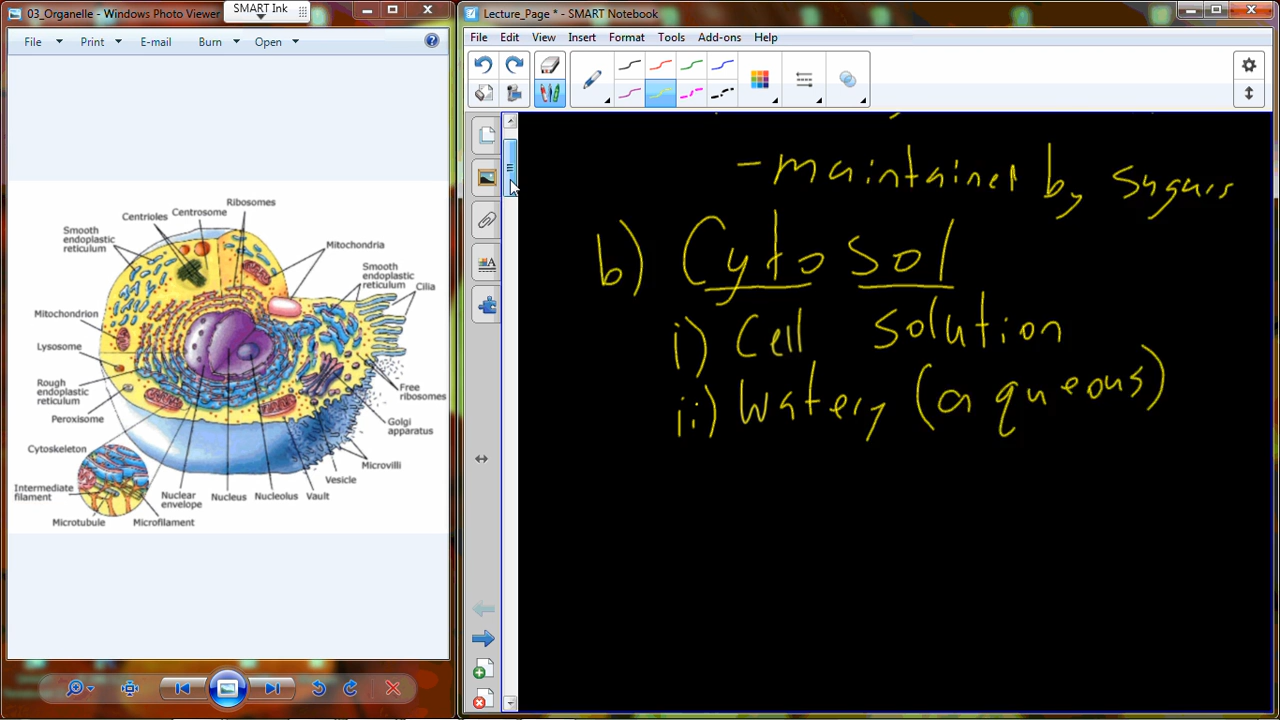 03_Organelle - Windows Photo Viewer
SMART Ink
File Print E-mail Burn Open
Ribosomes
Centrosome
Centrioles
Smooth
endoplastic
reticulum
Mitochondria
Smooth
endoplastic
reticulum
Cilia
Mitochondrion
Lysosome
Rough
endoplastic
reticulum
Peroxisome
Free
ribosomes
Golgi
apparatus
Cytoskeleton
Microvilli
Intermediate
filament
Vesicle
Nuclear
envelope
Nucleus
Nucleolus
Vault
Microtubule
Microfilament
Lecture_Page * - SMART Notebook
File Edit View Insert Format Tools Add-ons Help
- maintained by sugars
b) Cytosol
i) Cell solution
ii) Watery (aqueous)